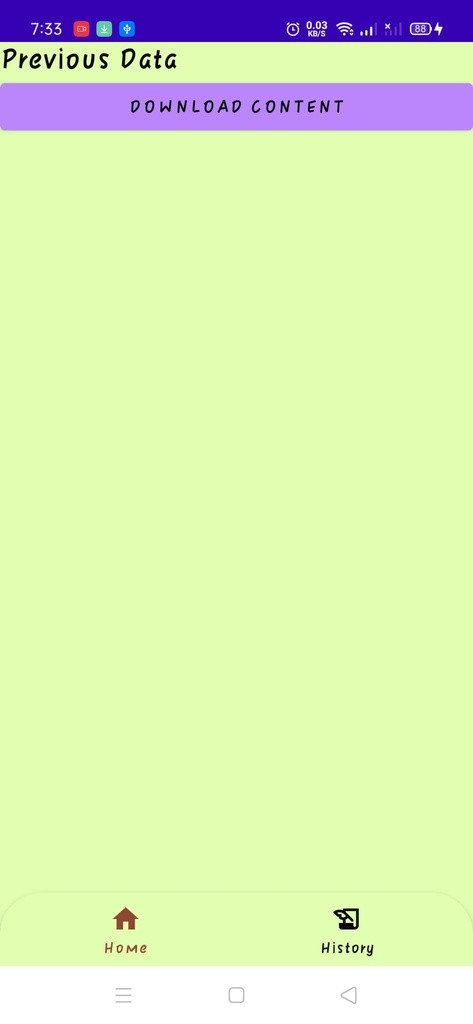 7:33 0.03 KB/S 88
Previous Data
DOWNLOAD CONTENT
Home History